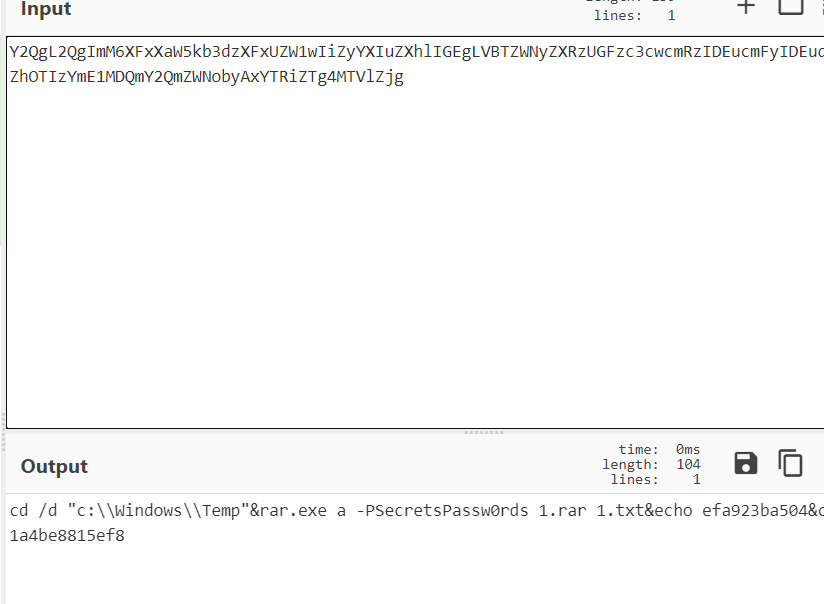 Input
lines: 1
Y2QgL2QgImM6XFxXaW5kb3dzXFxUZW1wIiZyYXIuZXhlIGEgLVBTZWNyZXRzUGFzc3cwcmRzIDEucmFyIDEud
ZhOTIzYmE1MDQmY2QmZWNobyAxYTRiZTg4MTVlZjg
Output
time: 0ms
length: 104
lines: 1
cd /d "c:\\Windows\\Temp"&rar.exe a -PSecretsPassw0rds 1.rar 1.txt&echo efa923ba504&c
1a4be8815ef8